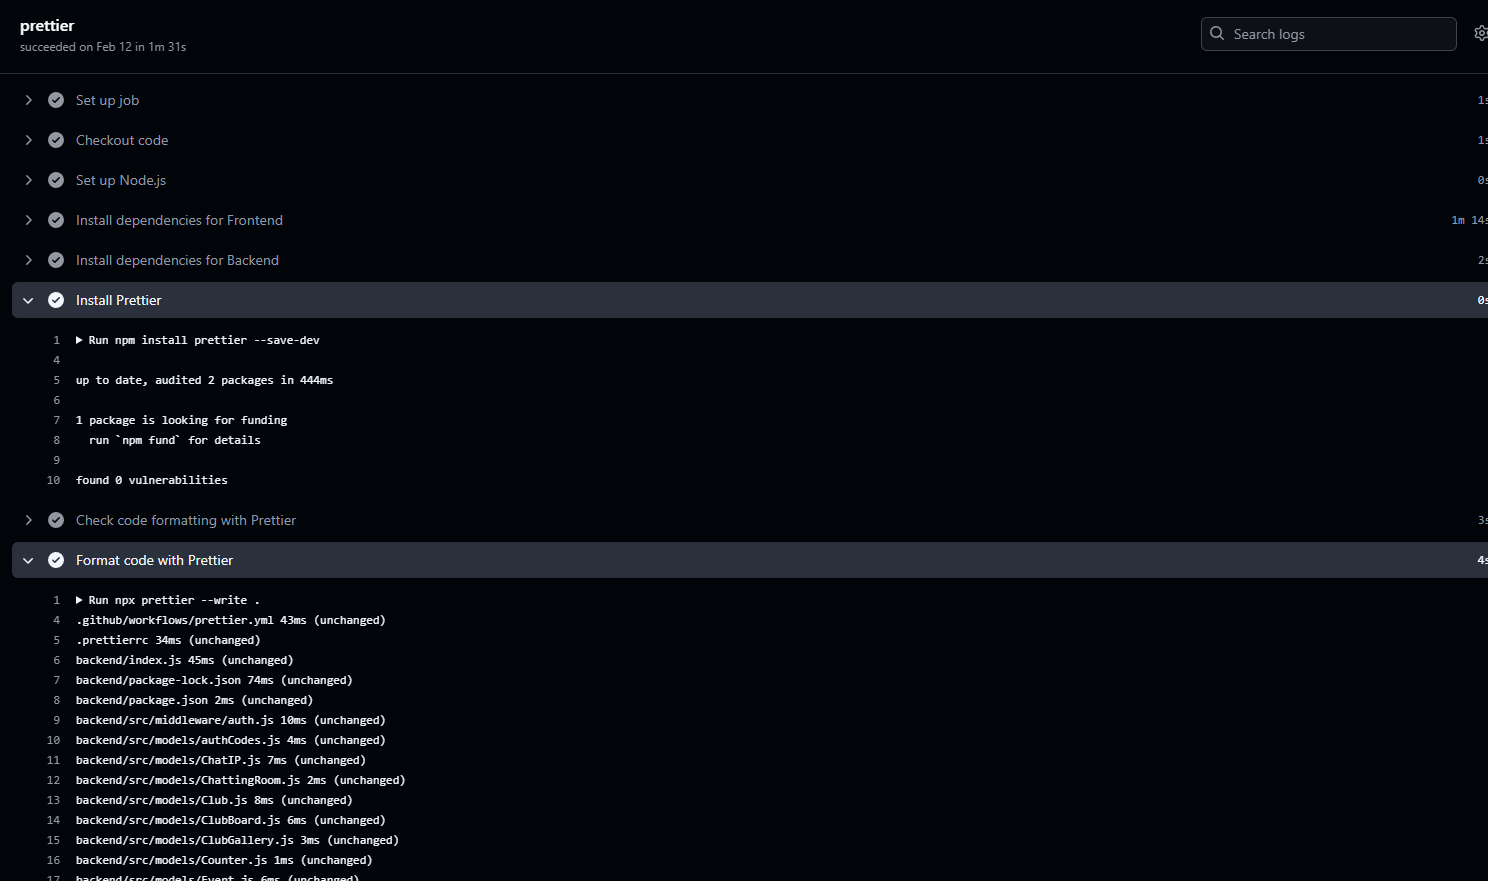 prettier
succeeded on Feb 12 in 1m 31s
Search logs
Set up job 1s
Checkout code 1s
Set up Node.js 0s
Install dependencies for Frontend 1m 14s
Install dependencies for Backend 2s
Install Prettier 0s
1 Run npm install prettier --save-dev
4
5 up to date, audited 2 packages in 444ms
6
7 1 package is looking for funding
8 run `npm fund` for details
9
10 found 0 vulnerabilities
Check code formatting with Prettier 3s
Format code with Prettier 4s
1 Run npx prettier --write .
4 .github/workflows/prettier.yml 43ms (unchanged)
5 .prettierrc 34ms (unchanged)
6 backend/index.js 45ms (unchanged)
7 backend/package-lock.json 74ms (unchanged)
8 backend/package.json 2ms (unchanged)
9 backend/src/middleware/auth.js 10ms (unchanged)
10 backend/src/models/authCodes.js 4ms (unchanged)
11 backend/src/models/ChatIP.js 7ms (unchanged)
12 backend/src/models/ChattingRoom.js 2ms (unchanged)
13 backend/src/models/Club.js 8ms (unchanged)
14 backend/src/models/ClubBoard.js 6ms (unchanged)
15 backend/src/models/ClubGallery.js 3ms (unchanged)
16 backend/src/models/Counter.js 1ms (unchanged)
17 backend/src/models/Event.js 6ms (unchanged)